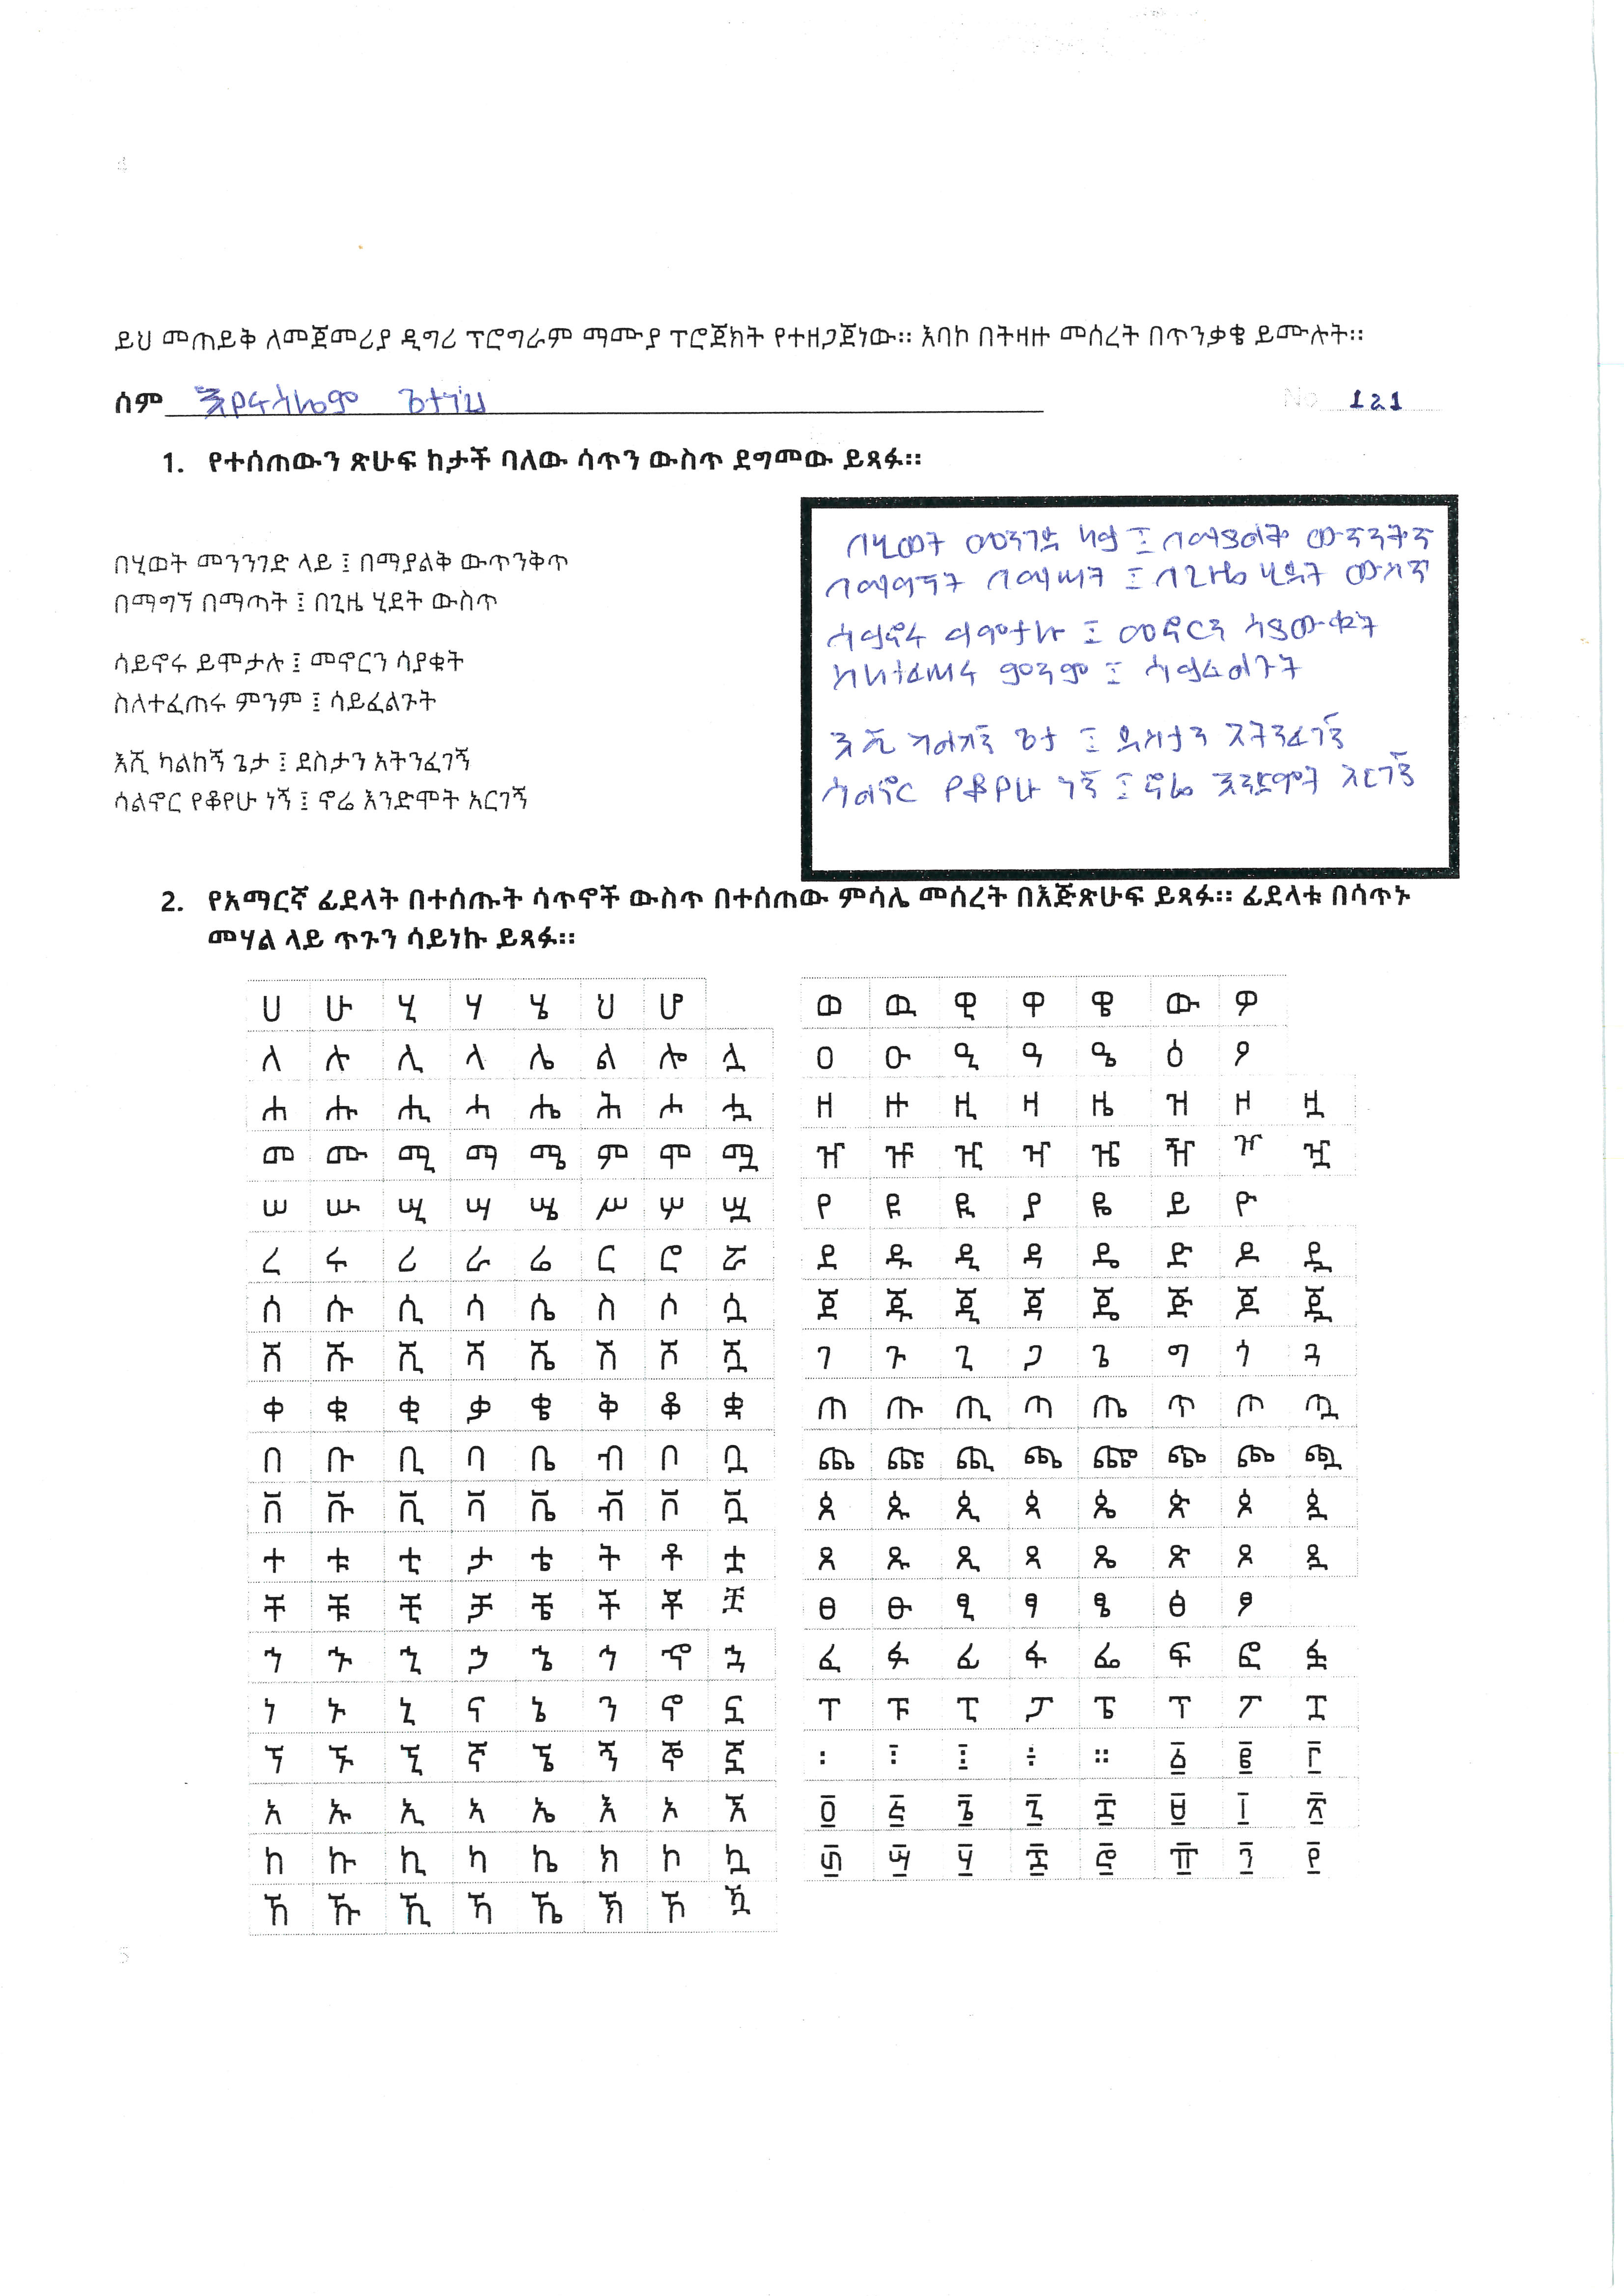 ይህ መጠይቅ ለመጀመሪያ ዲግሪ ፕሮግራም ማሙያ ፕሮጀክት የተዘጋጀነው። እባኮ በትዛዙ መሰረት በጥንቃቄ ይሙሉት።
ስም እየሩሳሌም ጌታነህ No 121
1. የተሰጠውን ጽሁፍ ከታች ባለው ሳጥን ውስጥ ደግመው ይጻፉ።
በሂወት መንንገድ ላይ ፤ በማያልቅ ውጥንቅጥ
በማግኘ በማጣት ፤ በጊዜ ሂደት ውስጥ
ሳይኖሩ ይሞታሉ ፤ መኖርን ሳያቁት
ስለተፈጠሩ ምንም ፤ ሳይፈልጉት
እሺ ካልከኝ ጌታ ፤ ደስታን አትንፈገኝ
ሳልኖር የቆየሁ ነኝ ፤ ኖሬ እንድሞት አርገኝ
በሂወት መንገድ ላይ ፤ በማያልቅ
በማግኘት በማጣት ፤ በጊዜ ሂደት ውስጥ
ሳይኖሩ ይሞታሉ ፤ መኖርን ሳያውቁት
ስለተፈጠሩ ምንም ፤ ሳይፈልጉት
እሺ ካልከኝ ጌታ ፤ ደስታን አትንፈገኝ
ሳልኖር የቆየሁ ነኝ ፤ ኖሬ እንድሞት አርገኝ
2. የአማርኛ ፊደላት በተሰጡት ሳጥኖች ውስጥ በተሰጠው ምሳሌ መሰረት በእጅጽሁፍ ይጻፉ። ፊደላቱ በሳጥኑ
መሃል ላይ ጥጉን ሳይነኩ ይጻፉ።
ሀ ሁ ሂ ሃ ሄ ህ ሆ
ለ ሉ ሊ ላ ሌ ል ሎ ሏ
ሐ ሑ ሒ ሓ ሔ ሕ ሖ ሗ
መ ሙ ሚ ማ ሜ ም ሞ ሟ
ሠ ሡ ሢ ሣ ሤ ሥ ሦ ሧ
ረ ሩ ሪ ራ ሬ ር ሮ ሯ
ሰ ሱ ሲ ሳ ሴ ስ ሶ ሷ
ሸ ሹ ሺ ሻ ሼ ሽ ሾ ሿ
ቀ ቁ ቂ ቃ ቄ ቅ ቆ ቋ
በ ቡ ቢ ባ ቤ ብ ቦ ቧ
ቨ ቩ ቪ ቫ ቬ ቭ ቮ ቯ
ተ ቱ ቲ ታ ቴ ት ቶ ቷ
ቸ ቹ ቺ ቻ ቼ ች ቾ ቿ
ኀ ኁ ኂ ኃ ኄ ኅ ኆ ኋ
ነ ኑ ኒ ና ኔ ን ኖ ኗ
ኘ ኙ ኚ ኛ ኜ ኝ ኞ ኟ
አ ኡ ኢ ኣ ኤ እ ኦ ኧ
ከ ኩ ኪ ካ ኬ ክ ኮ ኳ
ኸ ኹ ኺ ኻ ኼ ኽ ኾ ዃ
ወ ዉ ዊ ዋ ዌ ው ዎ
ዐ ዑ ዒ ዓ ዔ ዕ ዖ
ዘ ዙ ዚ ዛ ዜ ዝ ዞ ዟ
ዠ ዡ ዢ ዣ ዤ ዥ ዦ ዧ
የ ዩ ዪ ያ ዬ ይ ዮ
ደ ዱ ዲ ዳ ዴ ድ ዶ ዷ
ጀ ጁ ጂ ጃ ጄ ጅ ጆ ጇ
ገ ጉ ጊ ጋ ጌ ግ ጎ ጓ
ጠ ጡ ጢ ጣ ጤ ጥ ጦ ጧ
ጨ ጩ ጪ ጫ ጬ ጭ ጮ ጯ
ጰ ጱ ጲ ጳ ጴ ጵ ጶ ጷ
ጸ ጹ ጺ ጻ ጼ ጽ ጾ ጿ
ፀ ፁ ፂ ፃ ፄ ፅ ፆ
ፈ ፉ ፊ ፋ ፌ ፍ ፎ ፏ
ፐ ፑ ፒ ፓ ፔ ፕ ፖ ፗ
፡ ፤ ፤ ÷ ። ፩ ፪ ፫
፬ ፭ ፮ ፯ ፰ ፱ ፲ ፳
፴ ፵ ፶ ፷ ፸ ፹ ፺ ፻